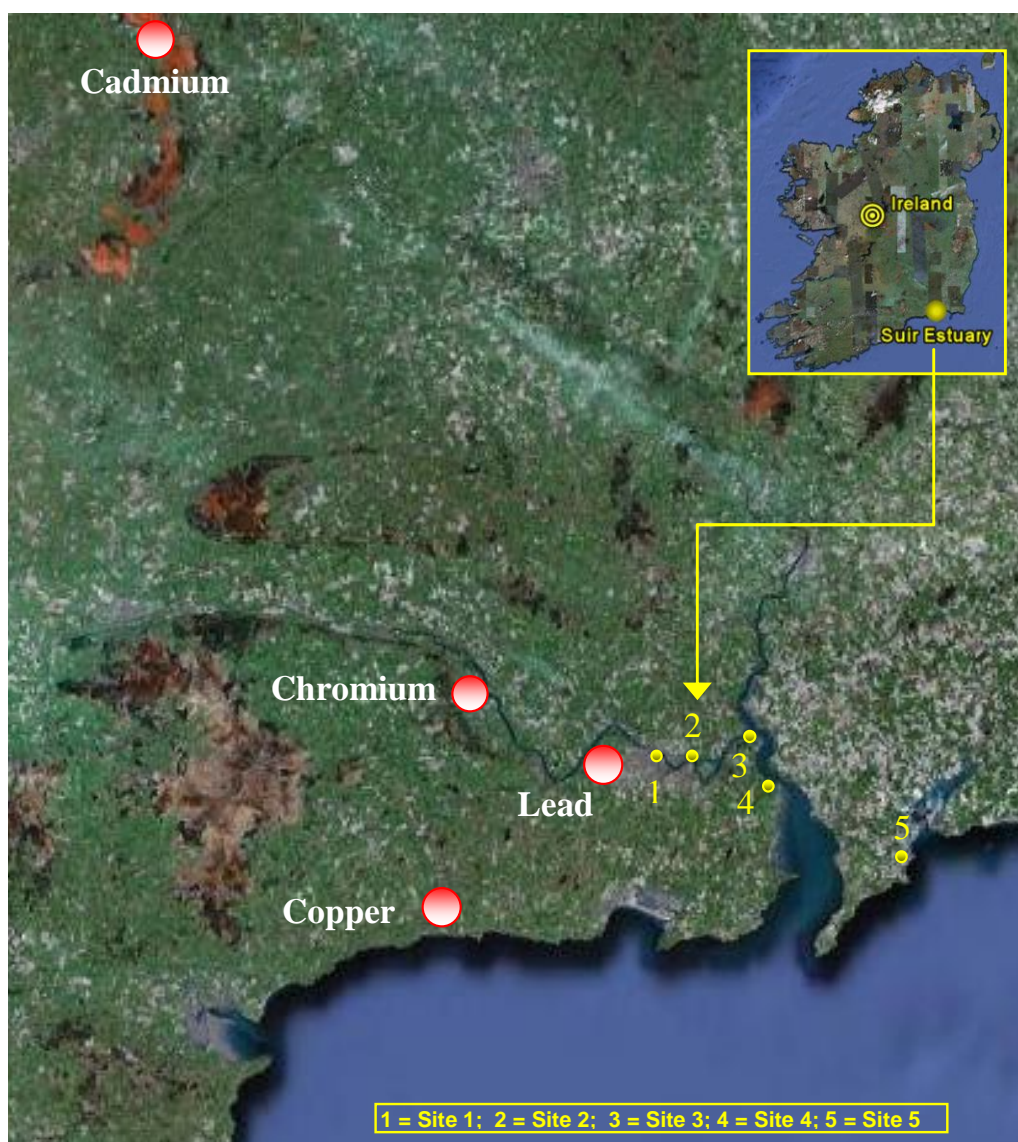 Cadmium
Ireland
Suir Estuary
Chromium
2
3
1
4
Lead
5
Copper
1 = Site 1; 2 = Site 2; 3 = Site 3; 4 = Site 4; 5 = Site 5